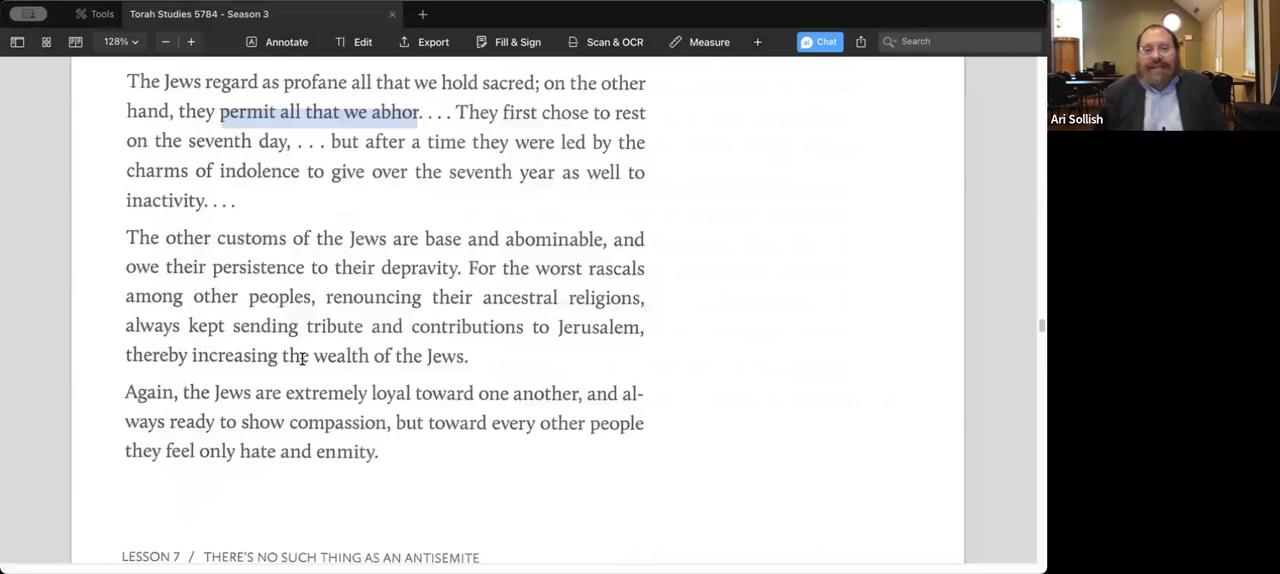 Tools
Torah Studies 5784 - Season 3
128%
Annotate
Edit
Export
Fill & Sign
Scan & OCR
Measure
Chat
Search
Ari Sollish
The Jews regard as profane all that we hold sacred; on the other
hand, they permit all that we abhor. . . . They first chose to rest
on the seventh day, . . . but after a time they were led by the
charms of indolence to give over the seventh year as well to
inactivity. . . .
The other customs of the Jews are base and abominable, and
owe their persistence to their depravity. For the worst rascals
among other peoples, renouncing their ancestral religions,
always kept sending tribute and contributions to Jerusalem,
thereby increasing the wealth of the Jews.
Again, the Jews are extremely loyal toward one another, and al-
ways ready to show compassion, but toward every other people
they feel only hate and enmity.
LESSON 7 / THERE'S NO SUCH THING AS AN ANTISEMITE